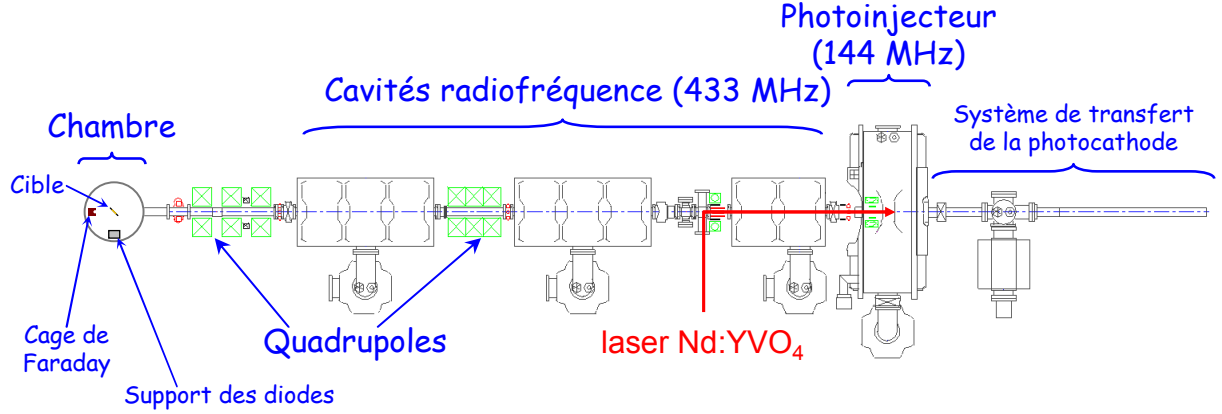 Photoinjecteur
(144 MHz)
Cavités radiofréquence (433 MHz)
Système de transfert
de la photocathode
Chambre
Cible
Cage de
Faraday
Quadrupoles
laser Nd:YVO4
Support des diodes